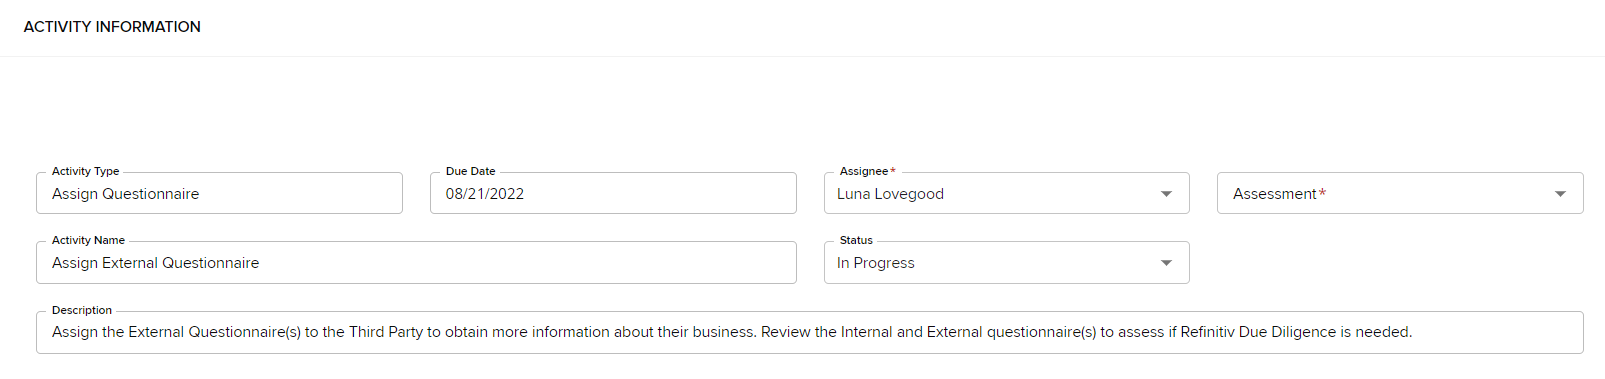 ACTIVITY INFORMATION
Activity Type
Assign Questionnaire
Due Date
08/21/2022
Assignee*
Luna Lovegood
Assessment*
Activity Name
Assign External Questionnaire
Status
In Progress
Description
Assign the External Questionnaire(s) to the Third Party to obtain more information about their business. Review the Internal and External questionnaire(s) to assess if Refinitiv Due Diligence is needed.